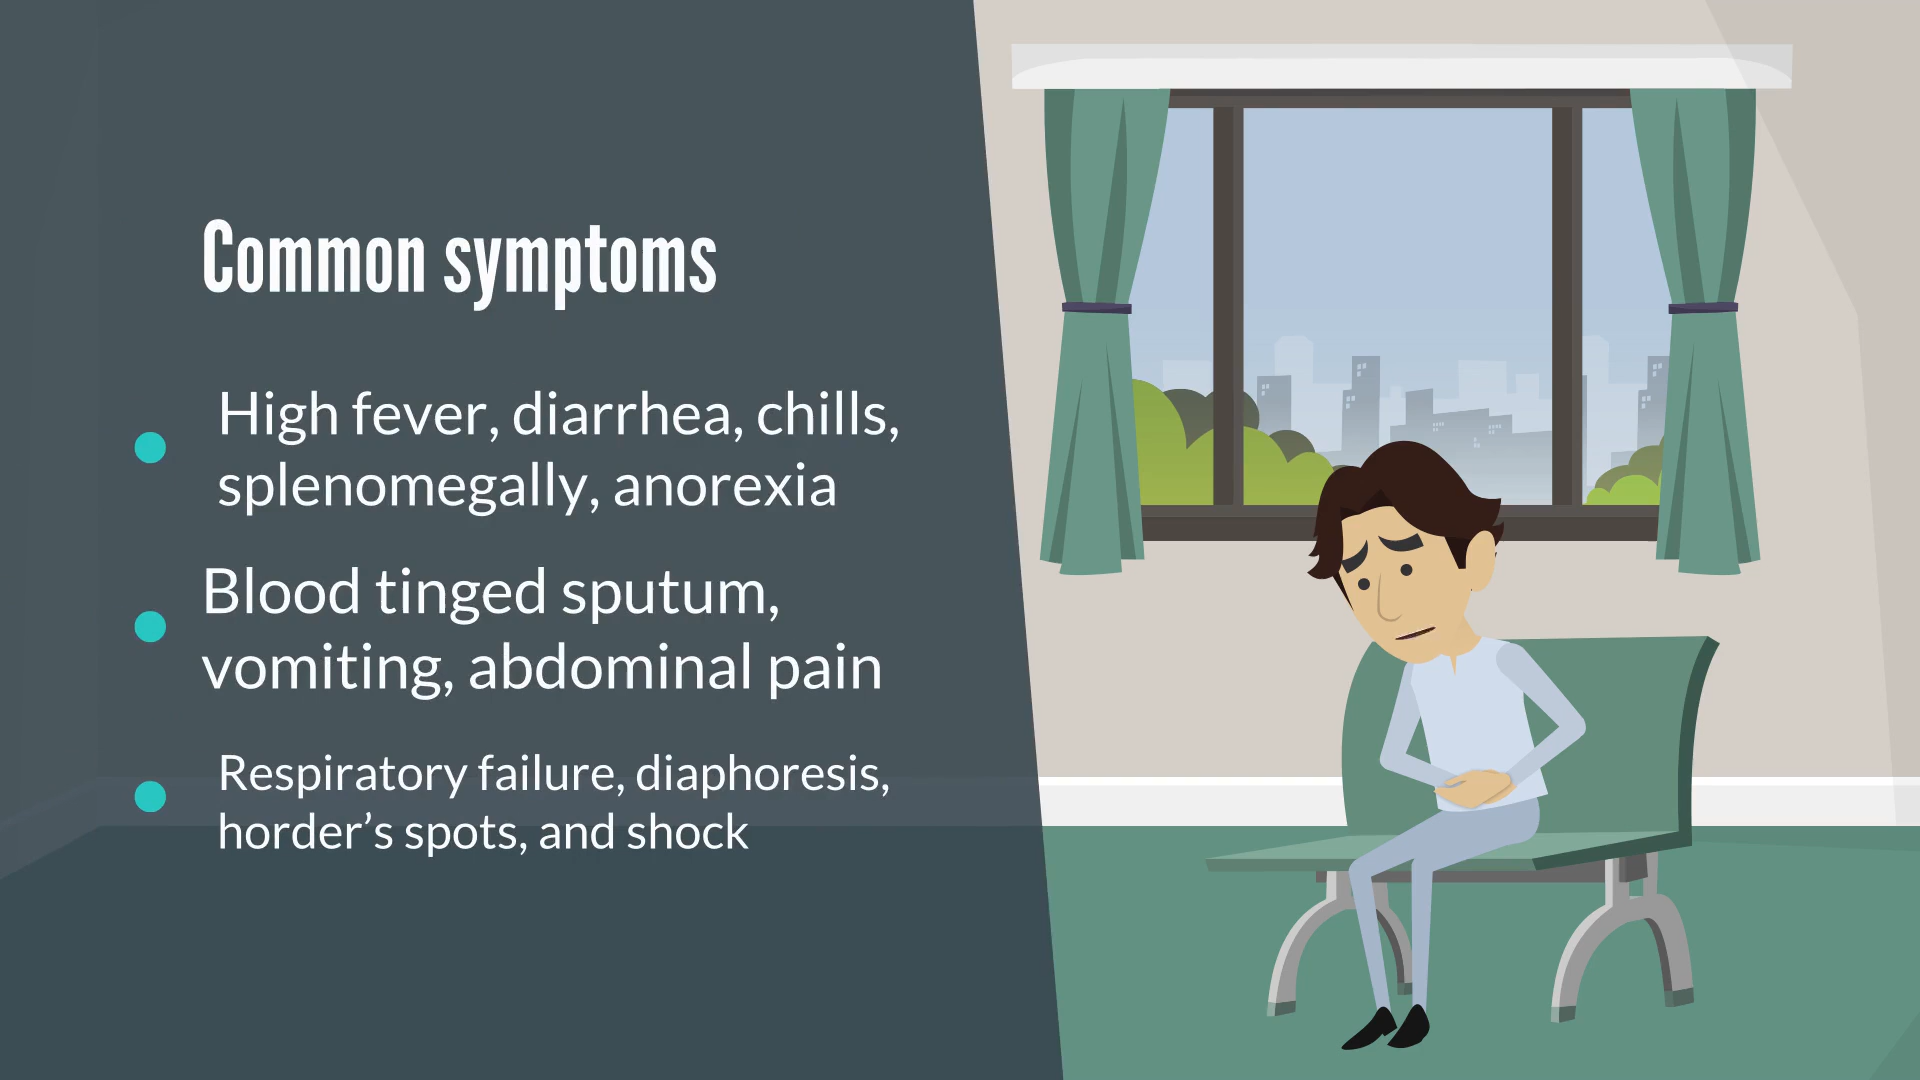 Common symptoms
High fever, diarrhea, chills,
splenomegally, anorexia
Blood tinged sputum,
vomiting, abdominal pain
Respiratory failure, diaphoresis,
horder’s spots, and shock